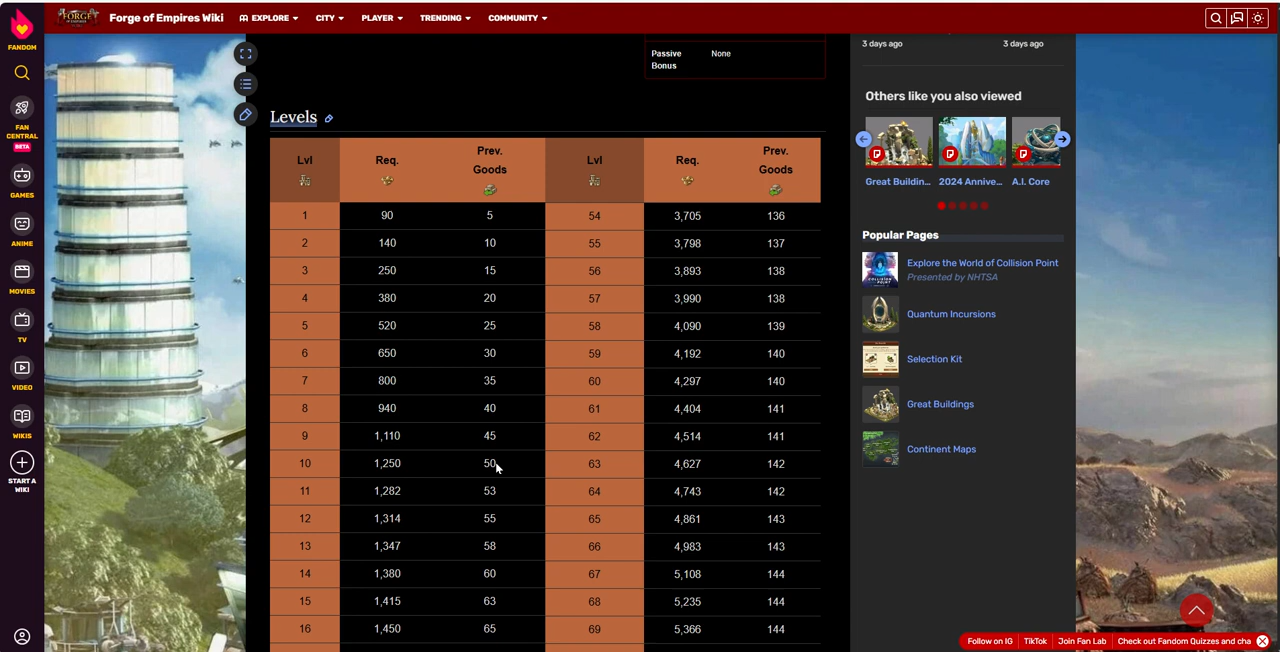 FORGE OF EMPIRES
Forge of Empires Wiki
EXPLORE
CITY
PLAYER
TRENDING
COMMUNITY
FANDOM
FAN
CENTRAL
BETA
GAMES
ANIME
MOVIES
TV
VIDEO
WIKIS
START A
WIKI
Passive
Bonus
None
Levels
Lvl Req. Prev. Goods Lvl Req. Prev. Goods
1 90 5 54 3,705 136
2 140 10 55 3,798 137
3 250 15 56 3,893 138
4 380 20 57 3,990 138
5 520 25 58 4,090 139
6 650 30 59 4,192 140
7 800 35 60 4,297 140
8 940 40 61 4,404 141
9 1,110 45 62 4,514 141
10 1,250 50 63 4,627 142
11 1,282 53 64 4,743 142
12 1,314 55 65 4,861 143
13 1,347 58 66 4,983 143
14 1,380 60 67 5,108 144
15 1,415 63 68 5,235 144
16 1,450 65 69 5,366 144
3 days ago
3 days ago
Others like you also viewed
Great Buildin...
2024 Annive...
A.I. Core
Popular Pages
Explore the World of Collision Point
Presented by NHTSA
Quantum Incursions
Selection Kit
Great Buildings
Continent Maps
Follow on IG
TikTok
Join Fan Lab
Check out Fandom Quizzes and cha